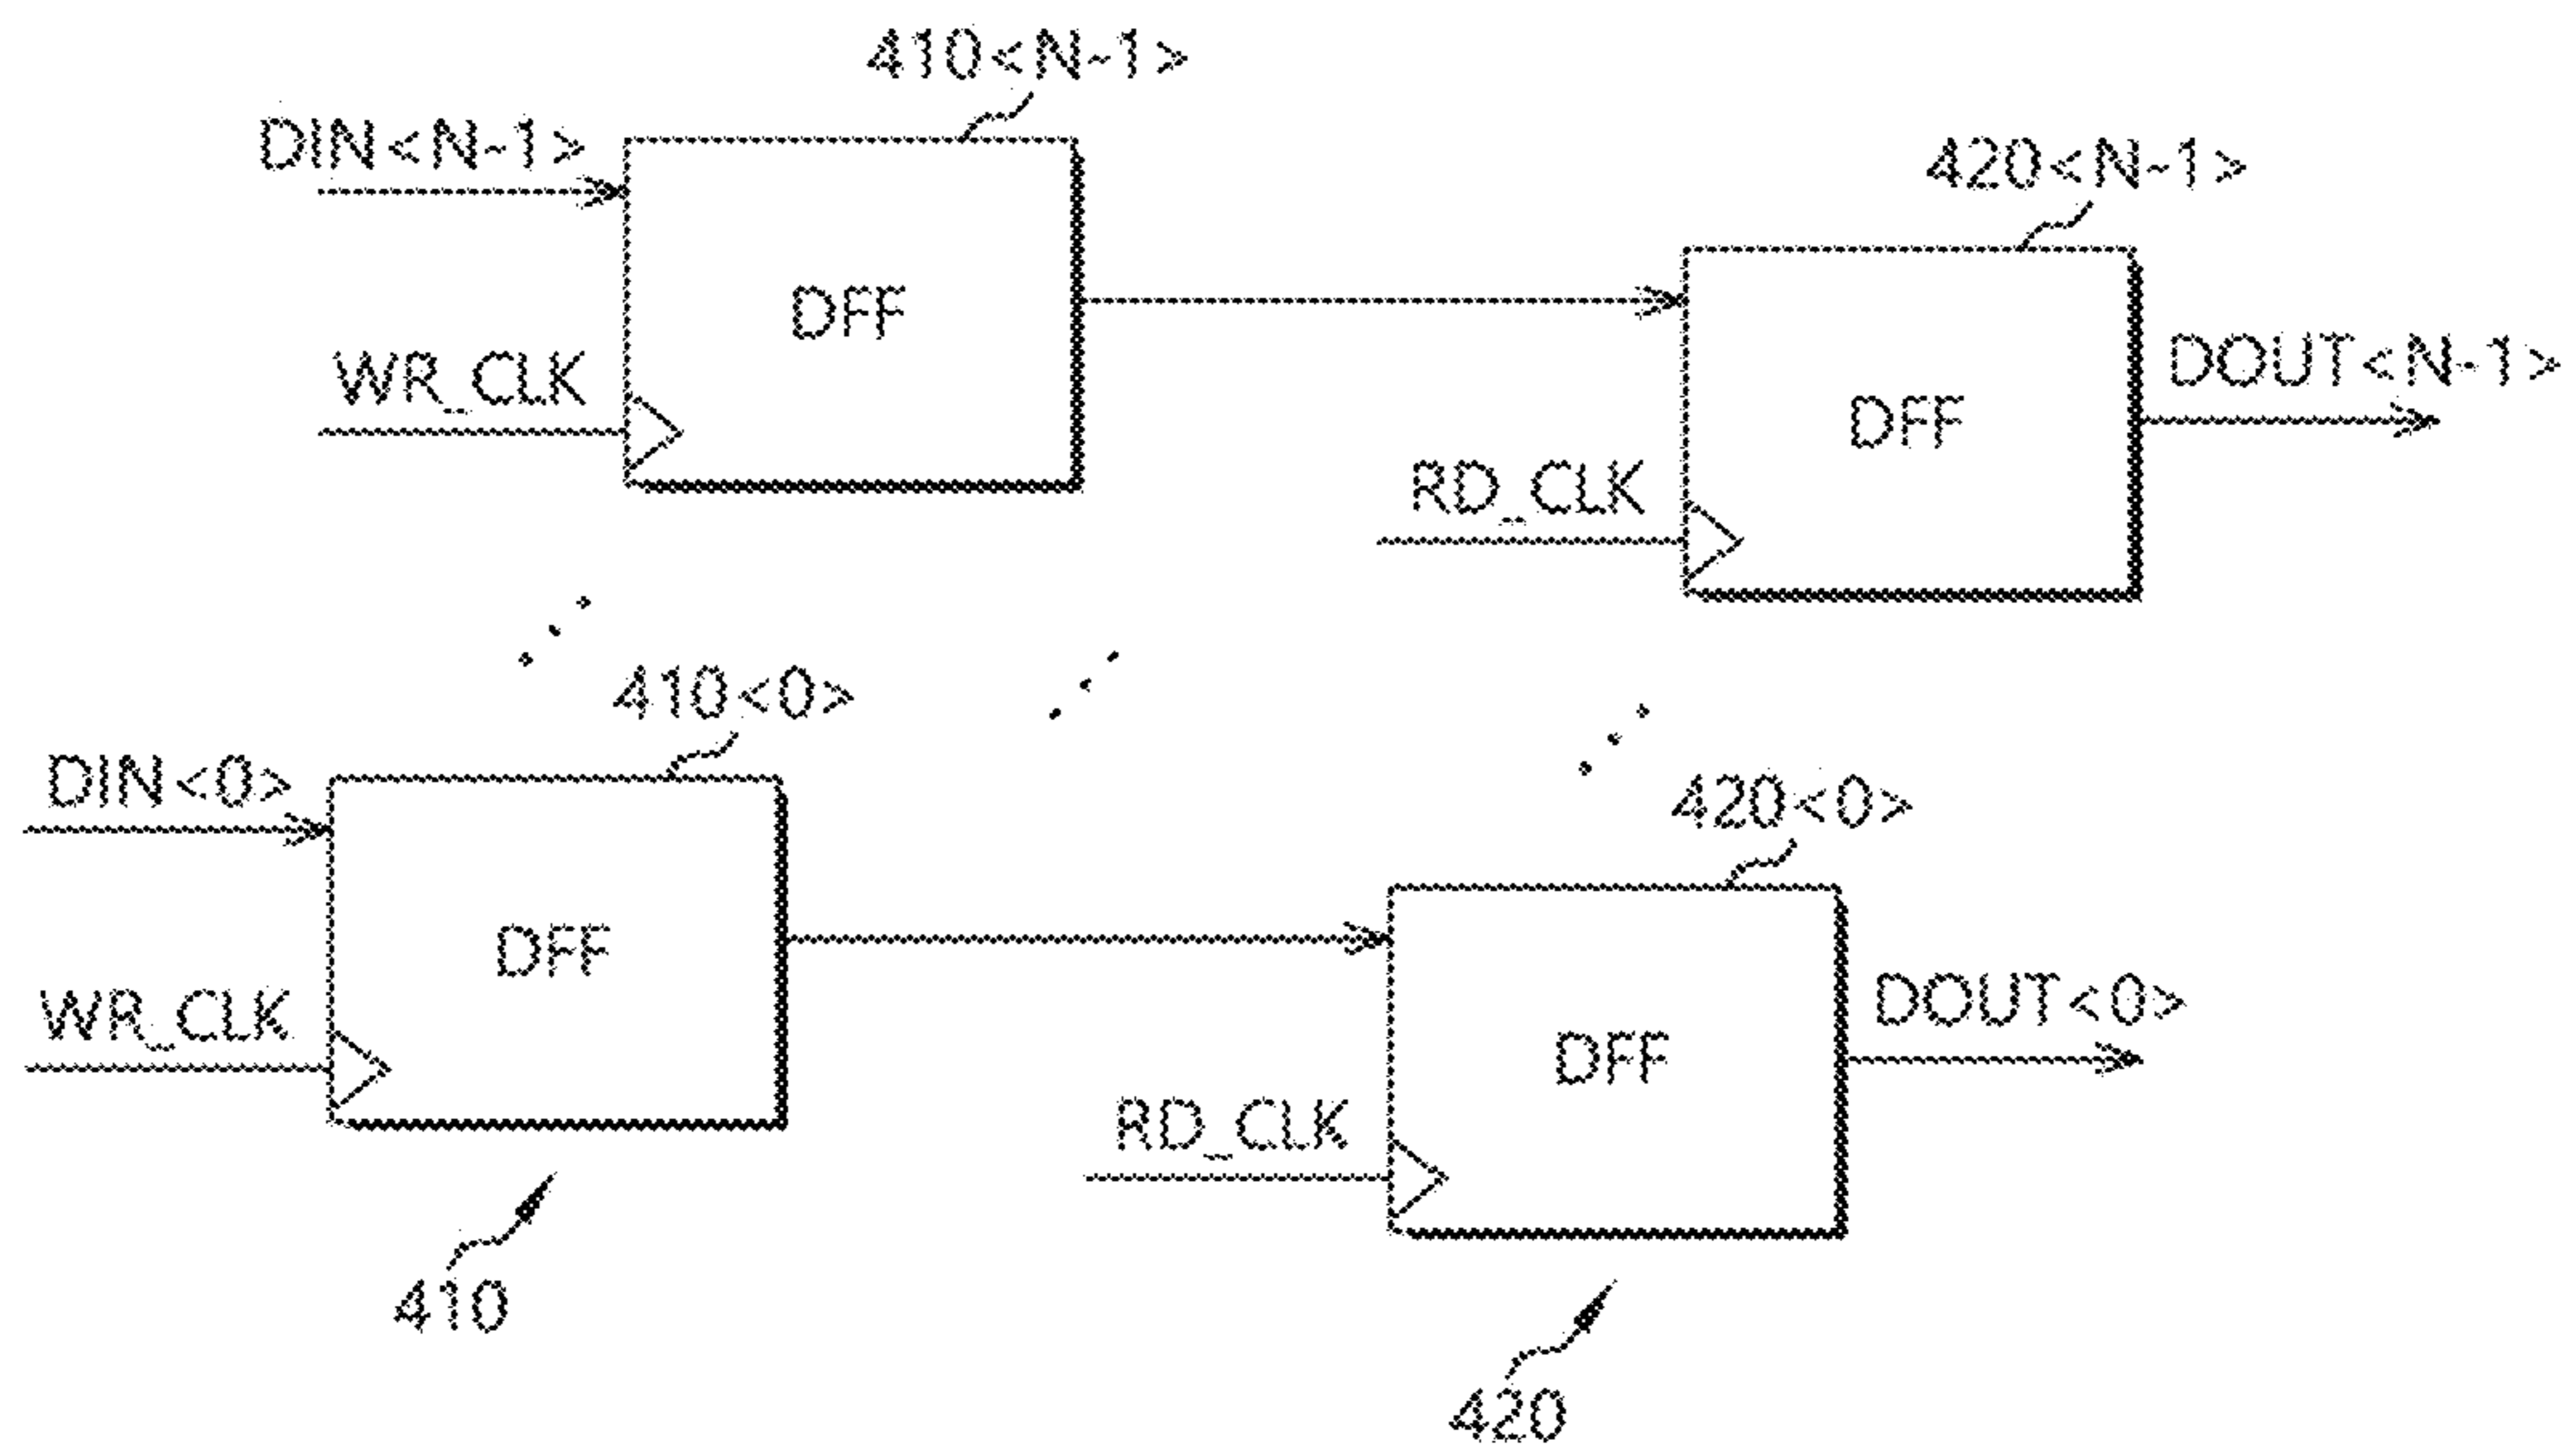 410<N-1>
DIN<N-1>
420<N-1>
DFF
WR_CLK
DOUT<N-1>
DFF
RD_CLK
410<0>
DIN<0>
420<0>
DFF
WR_CLK
DOUT<0>
DFF
RD_CLK
410
420